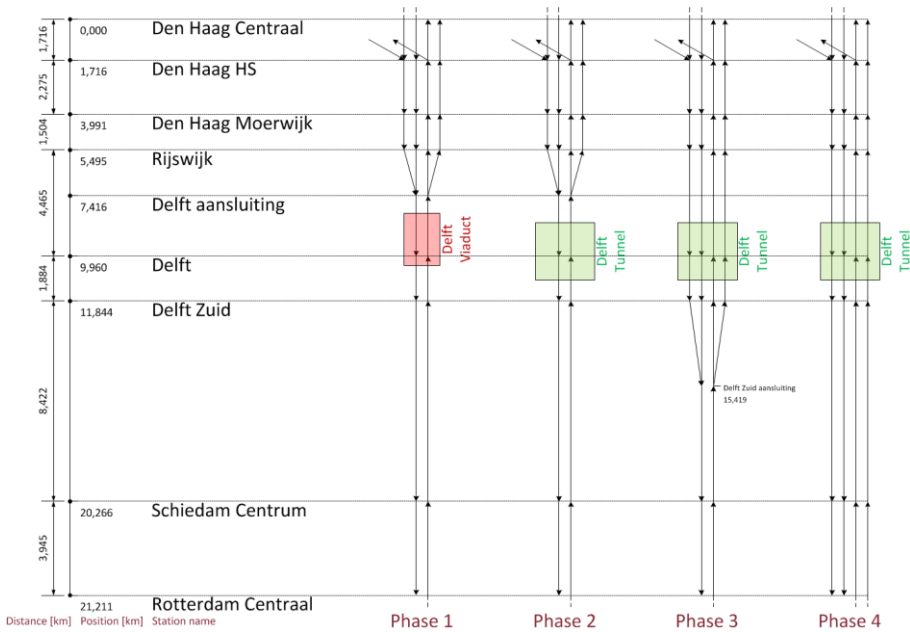 0,000 Den Haag Centraal
1,716
1,716 Den Haag HS
2,275
3,991 Den Haag Moerwijk
1,504
5,495 Rijswijk
4,465
7,416 Delft aansluiting
Delft
Viaduct
Delft
Tunnel
Delft
Tunnel
Delft
Tunnel
9,960 Delft
1,884
11,844 Delft Zuid
8,422
Delft Zuid aansluiting
15,419
20,266 Schiedam Centrum
3,945
21,211 Rotterdam Centraal
Distance [km] Position [km] Station name Phase 1 Phase 2 Phase 3 Phase 4